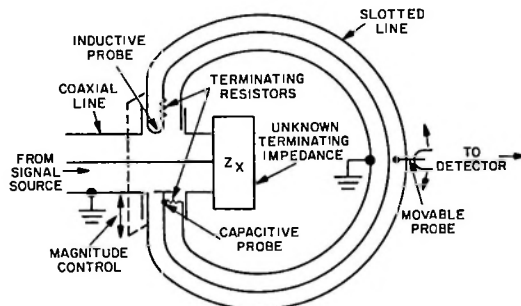 SLOTTED
LINE
INDUCTIVE
PROBE
TERMINATING
RESISTORS
COAXIAL
LINE
UNKNOWN
TERMINATING
IMPEDANCE
FROM
SIGNAL
SOURCE
Zx
TO
DETECTOR
MOVABLE
PROBE
CAPACITIVE
PROBE
MAGNITUDE
CONTROL